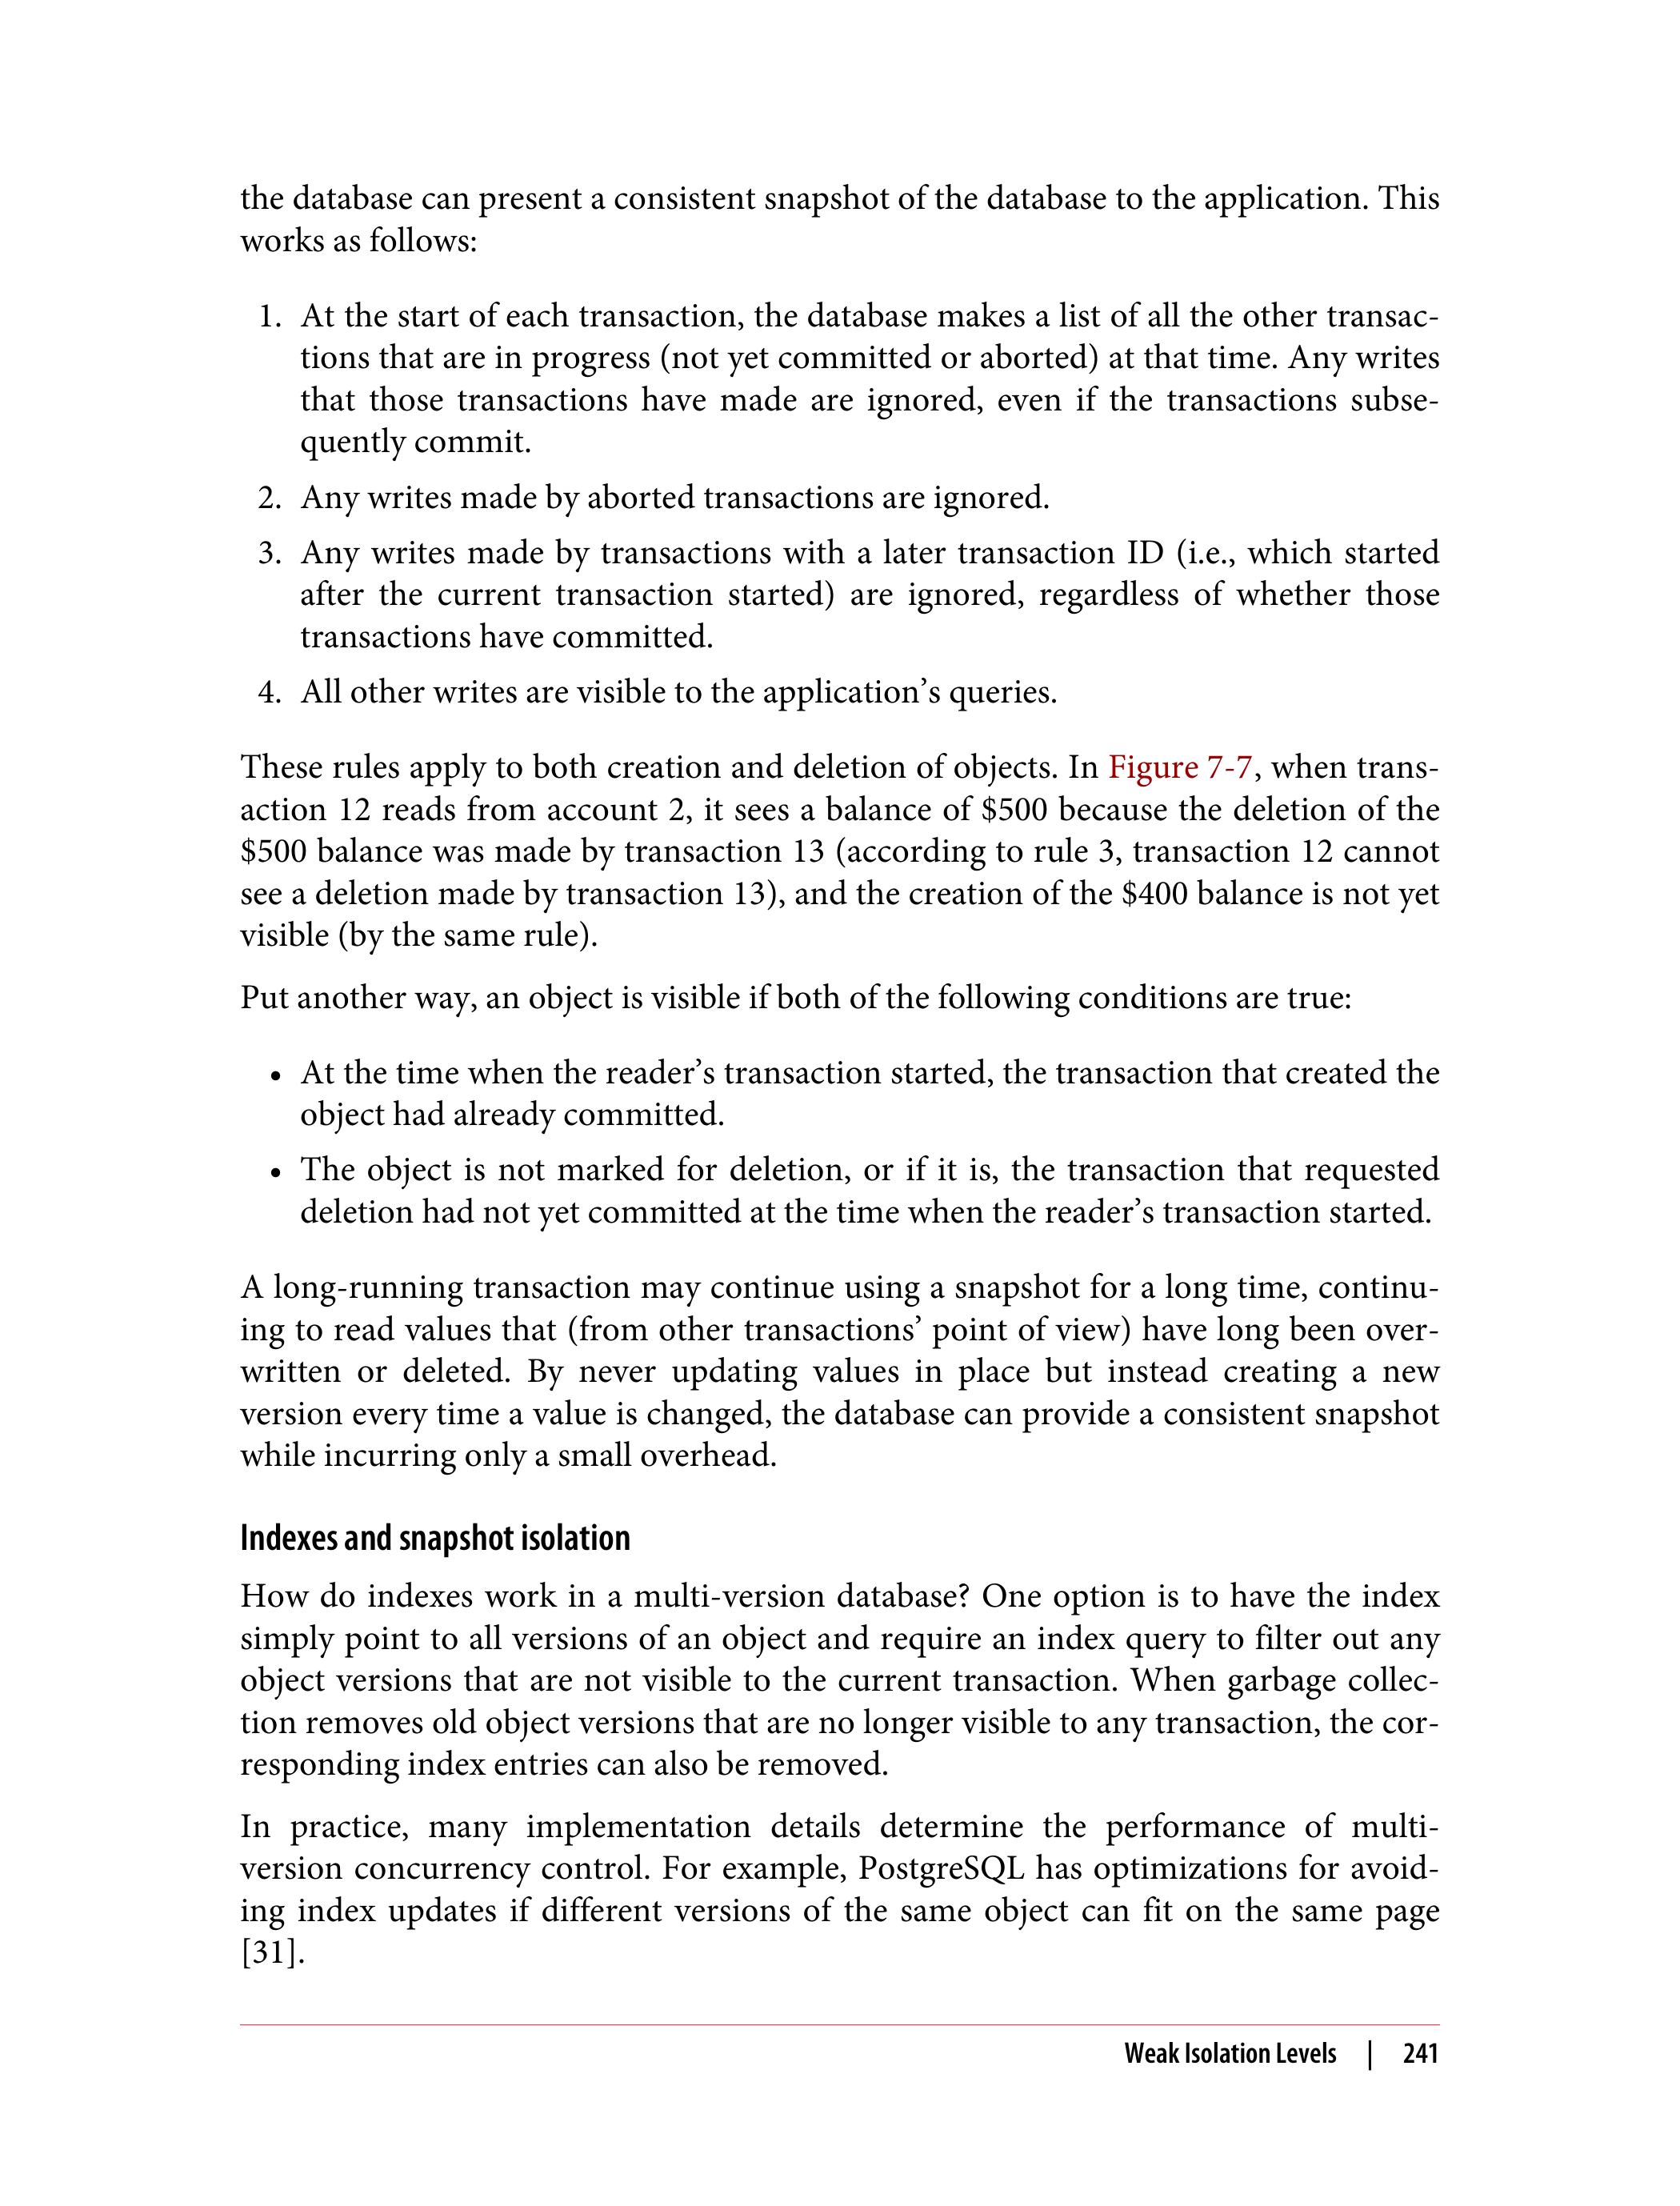 the database can present a consistent snapshot of the database to the application. This
works as follows:
1. At the start of each transaction, the database makes a list of all the other transac-
tions that are in progress (not yet committed or aborted) at that time. Any writes
that those transactions have made are ignored, even if the transactions subse-
quently commit.
2. Any writes made by aborted transactions are ignored.
3. Any writes made by transactions with a later transaction ID (i.e., which started
after the current transaction started) are ignored, regardless of whether those
transactions have committed.
4. All other writes are visible to the application’s queries.
These rules apply to both creation and deletion of objects. In Figure 7-7, when trans-
action 12 reads from account 2, it sees a balance of $500 because the deletion of the
$500 balance was made by transaction 13 (according to rule 3, transaction 12 cannot
see a deletion made by transaction 13), and the creation of the $400 balance is not yet
visible (by the same rule).
Put another way, an object is visible if both of the following conditions are true:
• At the time when the reader’s transaction started, the transaction that created the
object had already committed.
• The object is not marked for deletion, or if it is, the transaction that requested
deletion had not yet committed at the time when the reader’s transaction started.
A long-running transaction may continue using a snapshot for a long time, continu-
ing to read values that (from other transactions’ point of view) have long been over-
written or deleted. By never updating values in place but instead creating a new
version every time a value is changed, the database can provide a consistent snapshot
while incurring only a small overhead.
Indexes and snapshot isolation
How do indexes work in a multi-version database? One option is to have the index
simply point to all versions of an object and require an index query to filter out any
object versions that are not visible to the current transaction. When garbage collec-
tion removes old object versions that are no longer visible to any transaction, the cor-
responding index entries can also be removed.
In practice, many implementation details determine the performance of multi-
version concurrency control. For example, PostgreSQL has optimizations for avoid-
ing index updates if different versions of the same object can fit on the same page
[31].
Weak Isolation Levels | 241